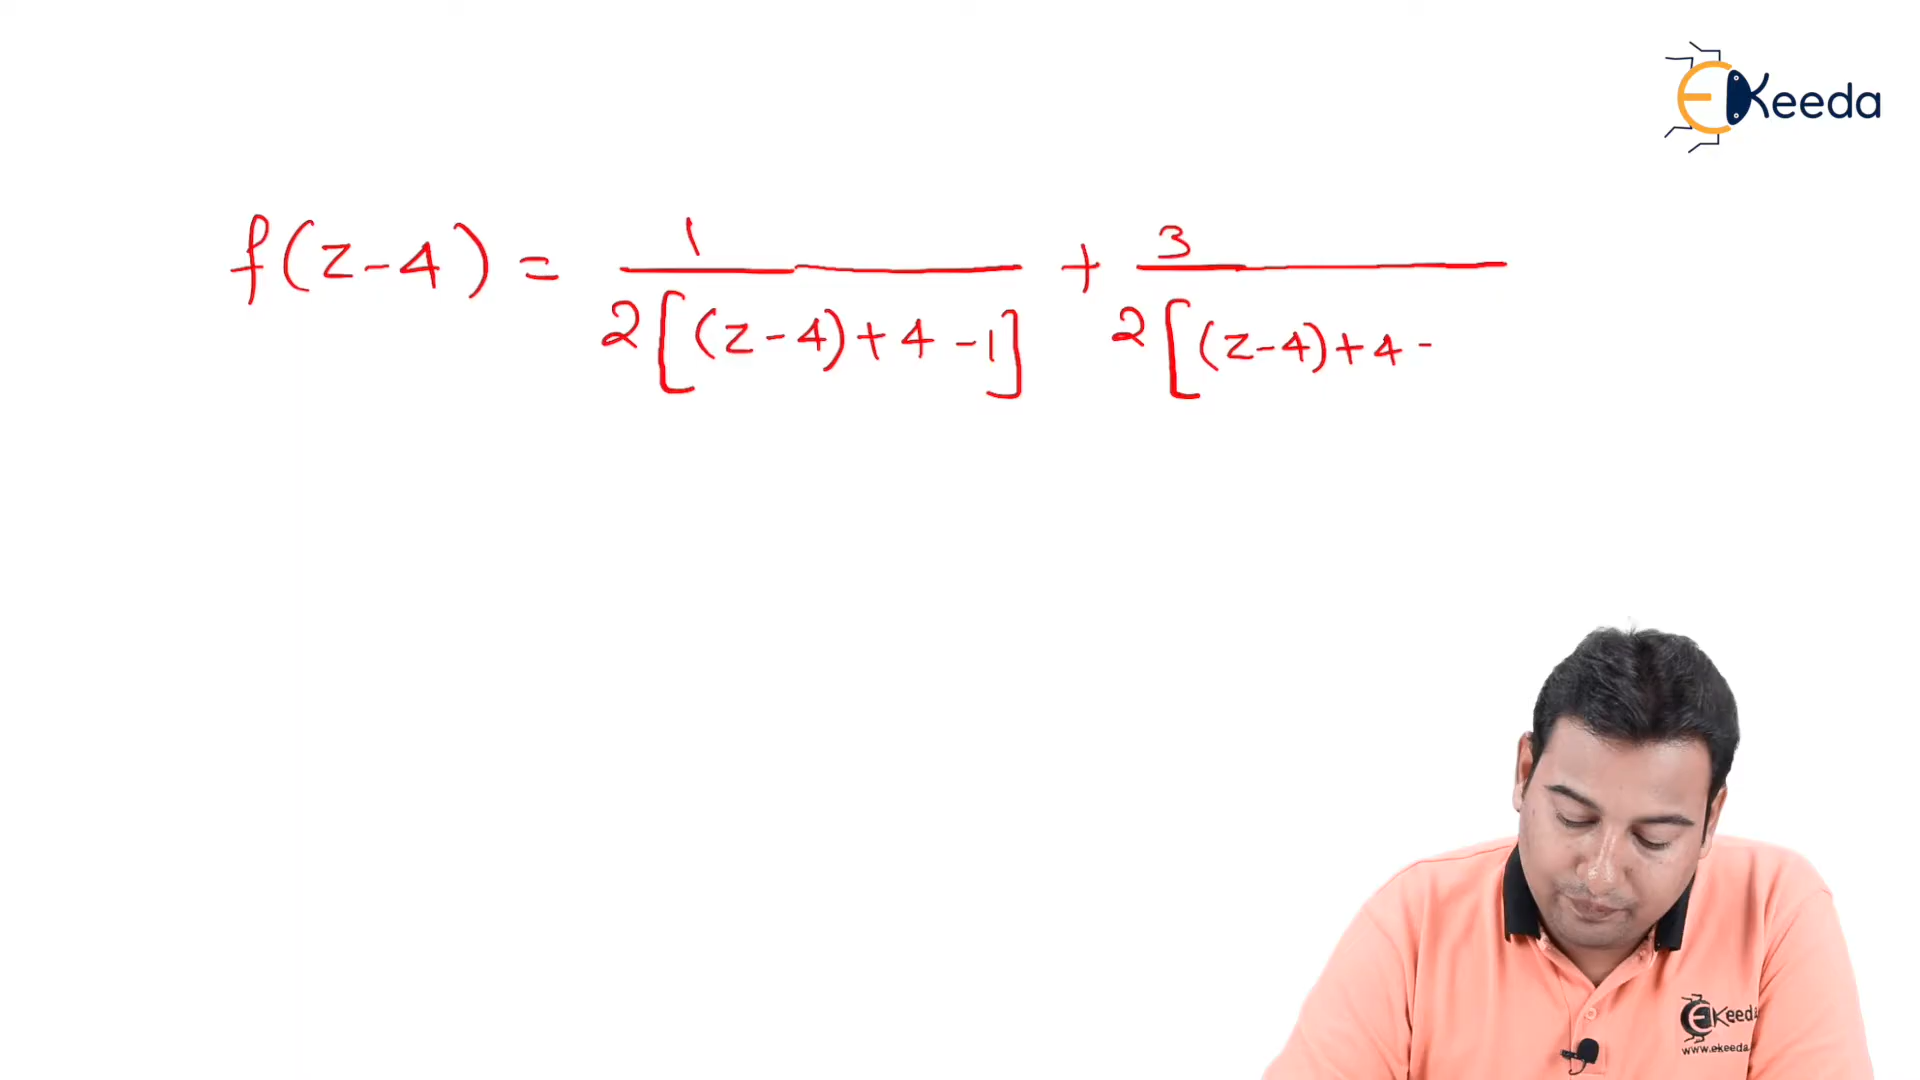 EKeeda
f(z-4) = 1 / 2[(z-4)+4-1] + 3 / 2[(z-4)+4-
EKeeda
www.ekeeda.